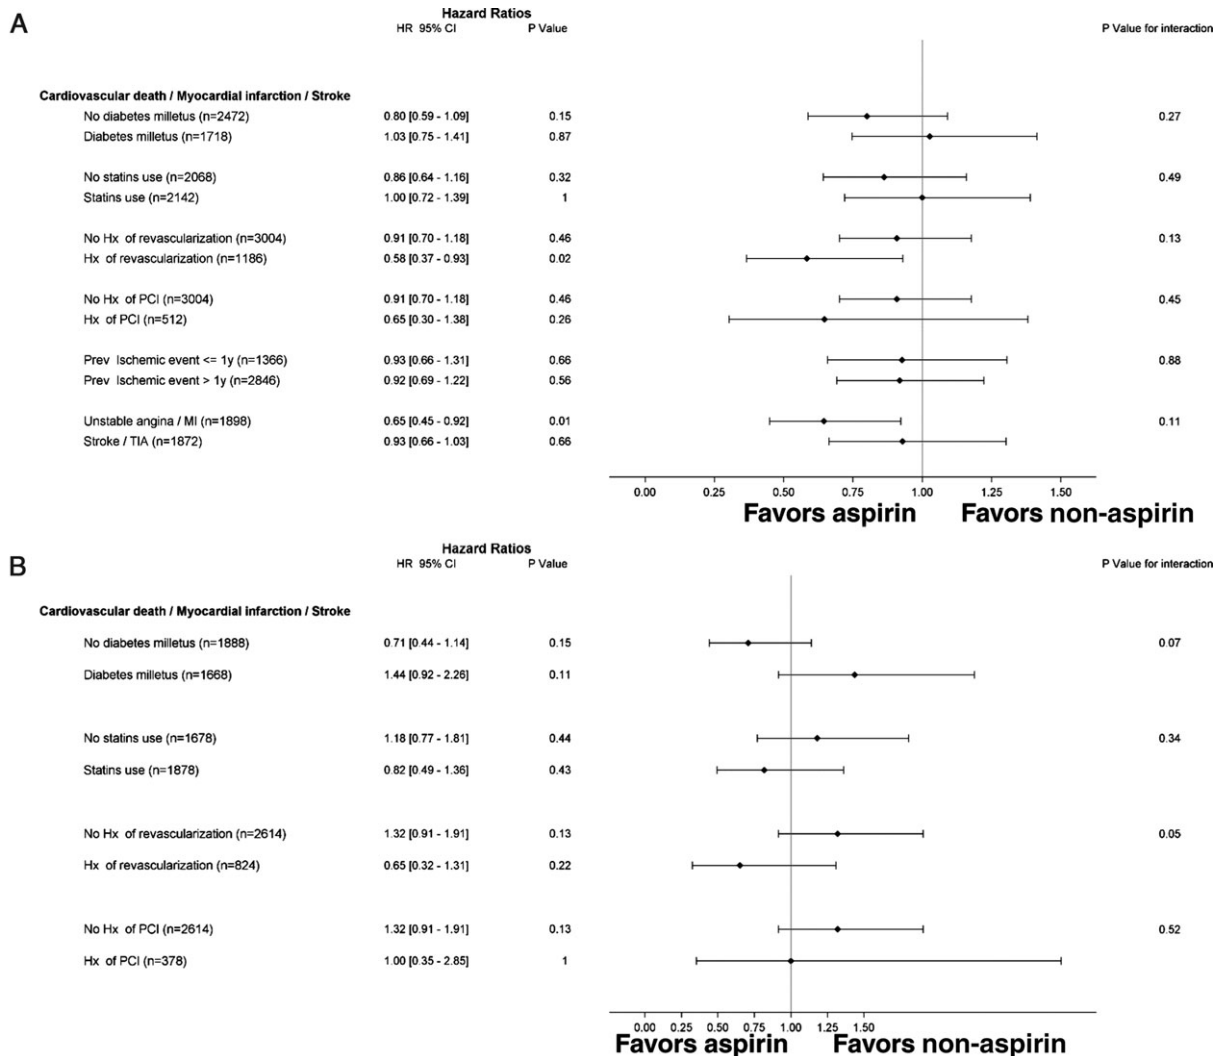 A
Hazard Ratios
HR 95% CI P Value P Value for interaction
Cardiovascular death / Myocardial infarction / Stroke
No diabetes milletus (n=2472) 0.80 [0.59 - 1.09] 0.15 0.27
Diabetes milletus (n=1718) 1.03 [0.75 - 1.41] 0.87
No statins use (n=2068) 0.86 [0.64 - 1.16] 0.32 0.49
Statins use (n=2142) 1.00 [0.72 - 1.39] 1
No Hx of revascularization (n=3004) 0.91 [0.70 - 1.18] 0.46 0.13
Hx of revascularization (n=1186) 0.58 [0.37 - 0.93] 0.02
No Hx of PCI (n=3004) 0.91 [0.70 - 1.18] 0.46 0.45
Hx of PCI (n=512) 0.65 [0.30 - 1.38] 0.26
Prev Ischemic event <= 1y (n=1366) 0.93 [0.66 - 1.31] 0.66 0.88
Prev Ischemic event > 1y (n=2846) 0.92 [0.69 - 1.22] 0.56
Unstable angina / MI (n=1898) 0.65 [0.45 - 0.92] 0.01 0.11
Stroke / TIA (n=1872) 0.93 [0.66 - 1.03] 0.66
0.00 0.25 0.50 0.75 1.00 1.25 1.50
Favors aspirin Favors non-aspirin
B
Hazard Ratios
HR 95% CI P Value P Value for interaction
Cardiovascular death / Myocardial infarction / Stroke
No diabetes milletus (n=1888) 0.71 [0.44 - 1.14] 0.15 0.07
Diabetes milletus (n=1668) 1.44 [0.92 - 2.26] 0.11
No statins use (n=1678) 1.18 [0.77 - 1.81] 0.44 0.34
Statins use (n=1878) 0.82 [0.49 - 1.36] 0.43
No Hx of revascularization (n=2614) 1.32 [0.91 - 1.91] 0.13 0.05
Hx of revascularization (n=824) 0.65 [0.32 - 1.31] 0.22
No Hx of PCI (n=2614) 1.32 [0.91 - 1.91] 0.13 0.52
Hx of PCI (n=378) 1.00 [0.35 - 2.85] 1
0.00 0.25 0.50 0.75 1.00 1.25 1.50
Favors aspirin Favors non-aspirin